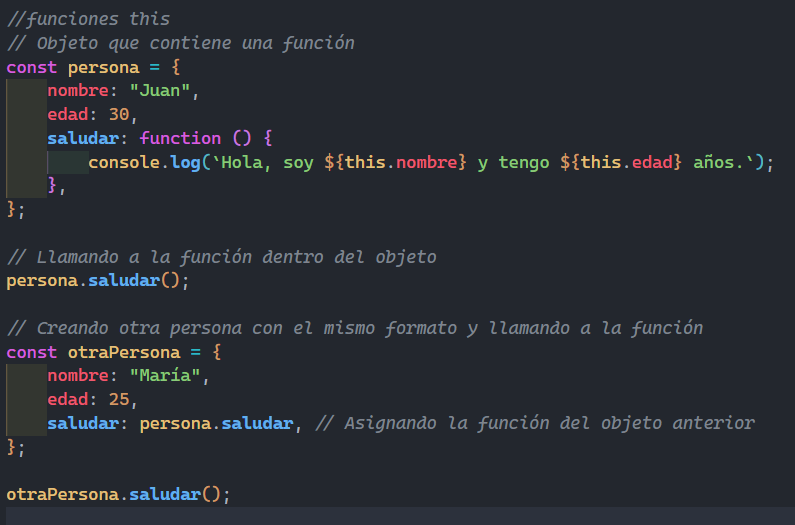 //funciones this
// Objeto que contiene una función
const persona = {
    nombre: "Juan",
    edad: 30,
    saludar: function () {
        console.log(`Hola, soy ${this.nombre} y tengo ${this.edad} años.`);
    },
};

// Llamando a la función dentro del objeto
persona.saludar();

// Creando otra persona con el mismo formato y llamando a la función
const otraPersona = {
    nombre: "María",
    edad: 25,
    saludar: persona.saludar, // Asignando la función del objeto anterior
};

otraPersona.saludar();